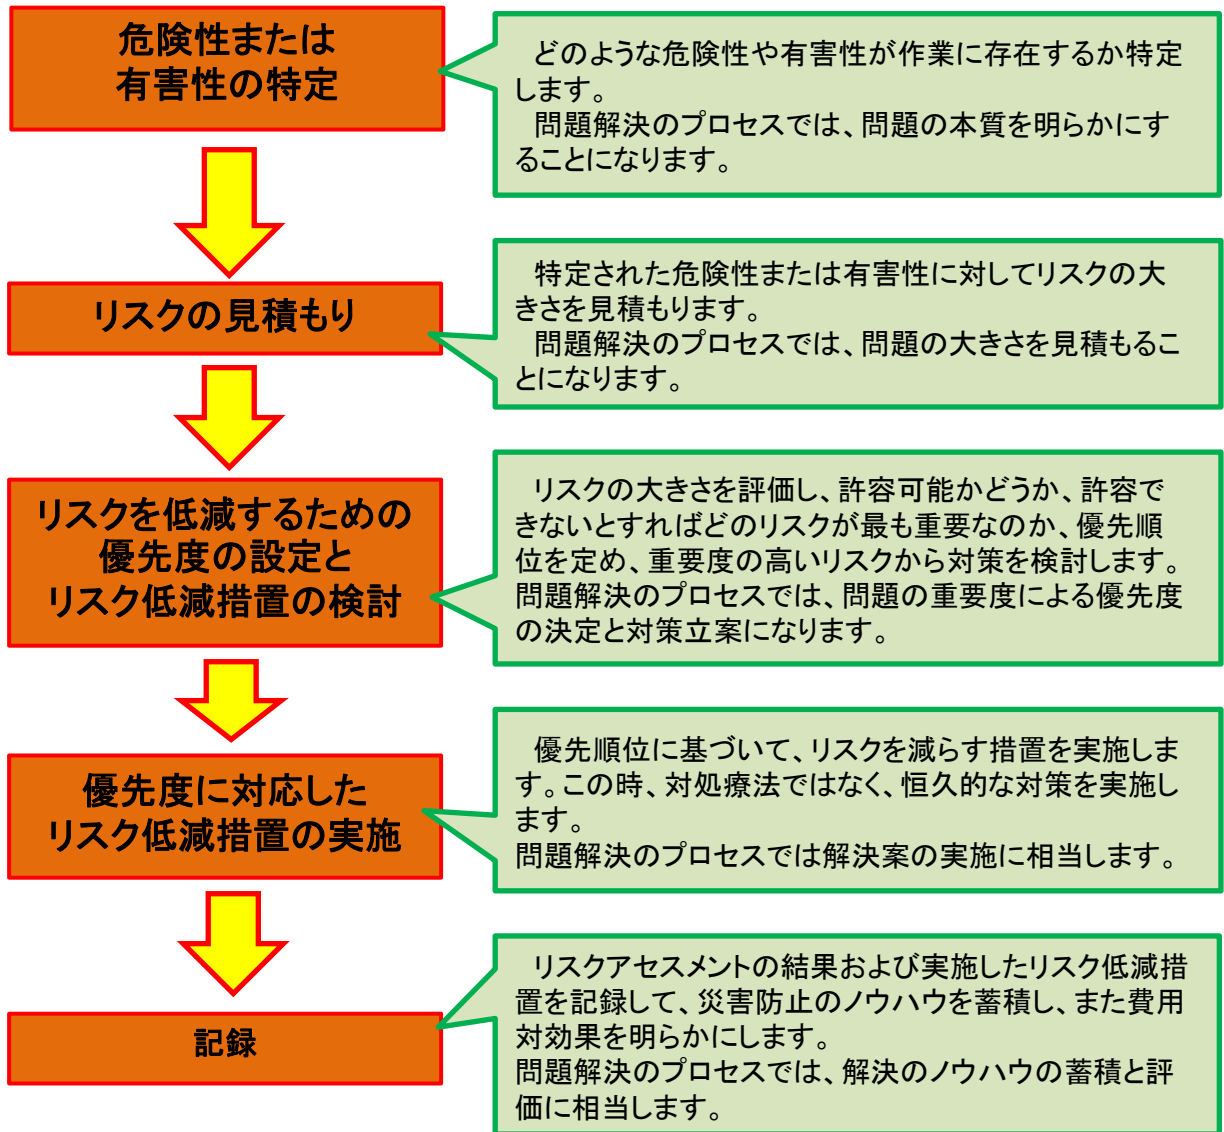 危険性または
有害性の特定
どのような危険性や有害性が作業に存在するか特定
します。
問題解決のプロセスでは、問題の本質を明らかにす
ることになります。
リスクの見積もり
特定された危険性または有害性に対してリスクの大
きさを見積もります。
問題解決のプロセスでは、問題の大きさを見積もるこ
とになります。
リスクを低減するための
優先度の設定と
リスク低減措置の検討
リスクの大きさを評価し、許容可能かどうか、許容で
きないとすればどのリスクが最も重要なのか、優先順
位を定め、重要度の高いリスクから対策を検討します。
問題解決のプロセスでは、問題の重要度による優先度
の決定と対策立案になります。
優先度に対応した
リスク低減措置の実施
優先順位に基づいて、リスクを減らす措置を実施しま
す。この時、対処療法ではなく、恒久的な対策を実施し
ます。
問題解決のプロセスでは解決案の実施に相当します。
記録
リスクアセスメントの結果および実施したリスク低減措
置を記録して、災害防止のノウハウを蓄積し、また費用
対効果を明らかにします。
問題解決のプロセスでは、解決のノウハウの蓄積と評
価に相当します。